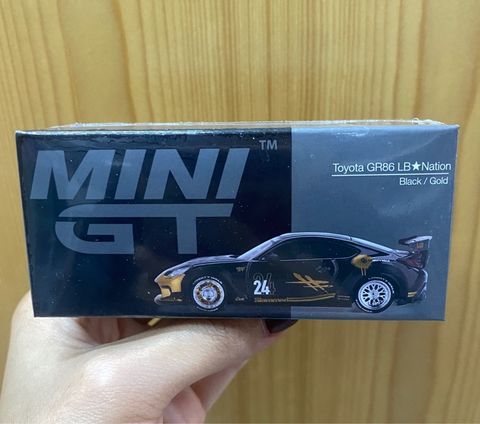 MINI
GT
TM
Toyota GR86 LB★Nation
Black / Gold
24